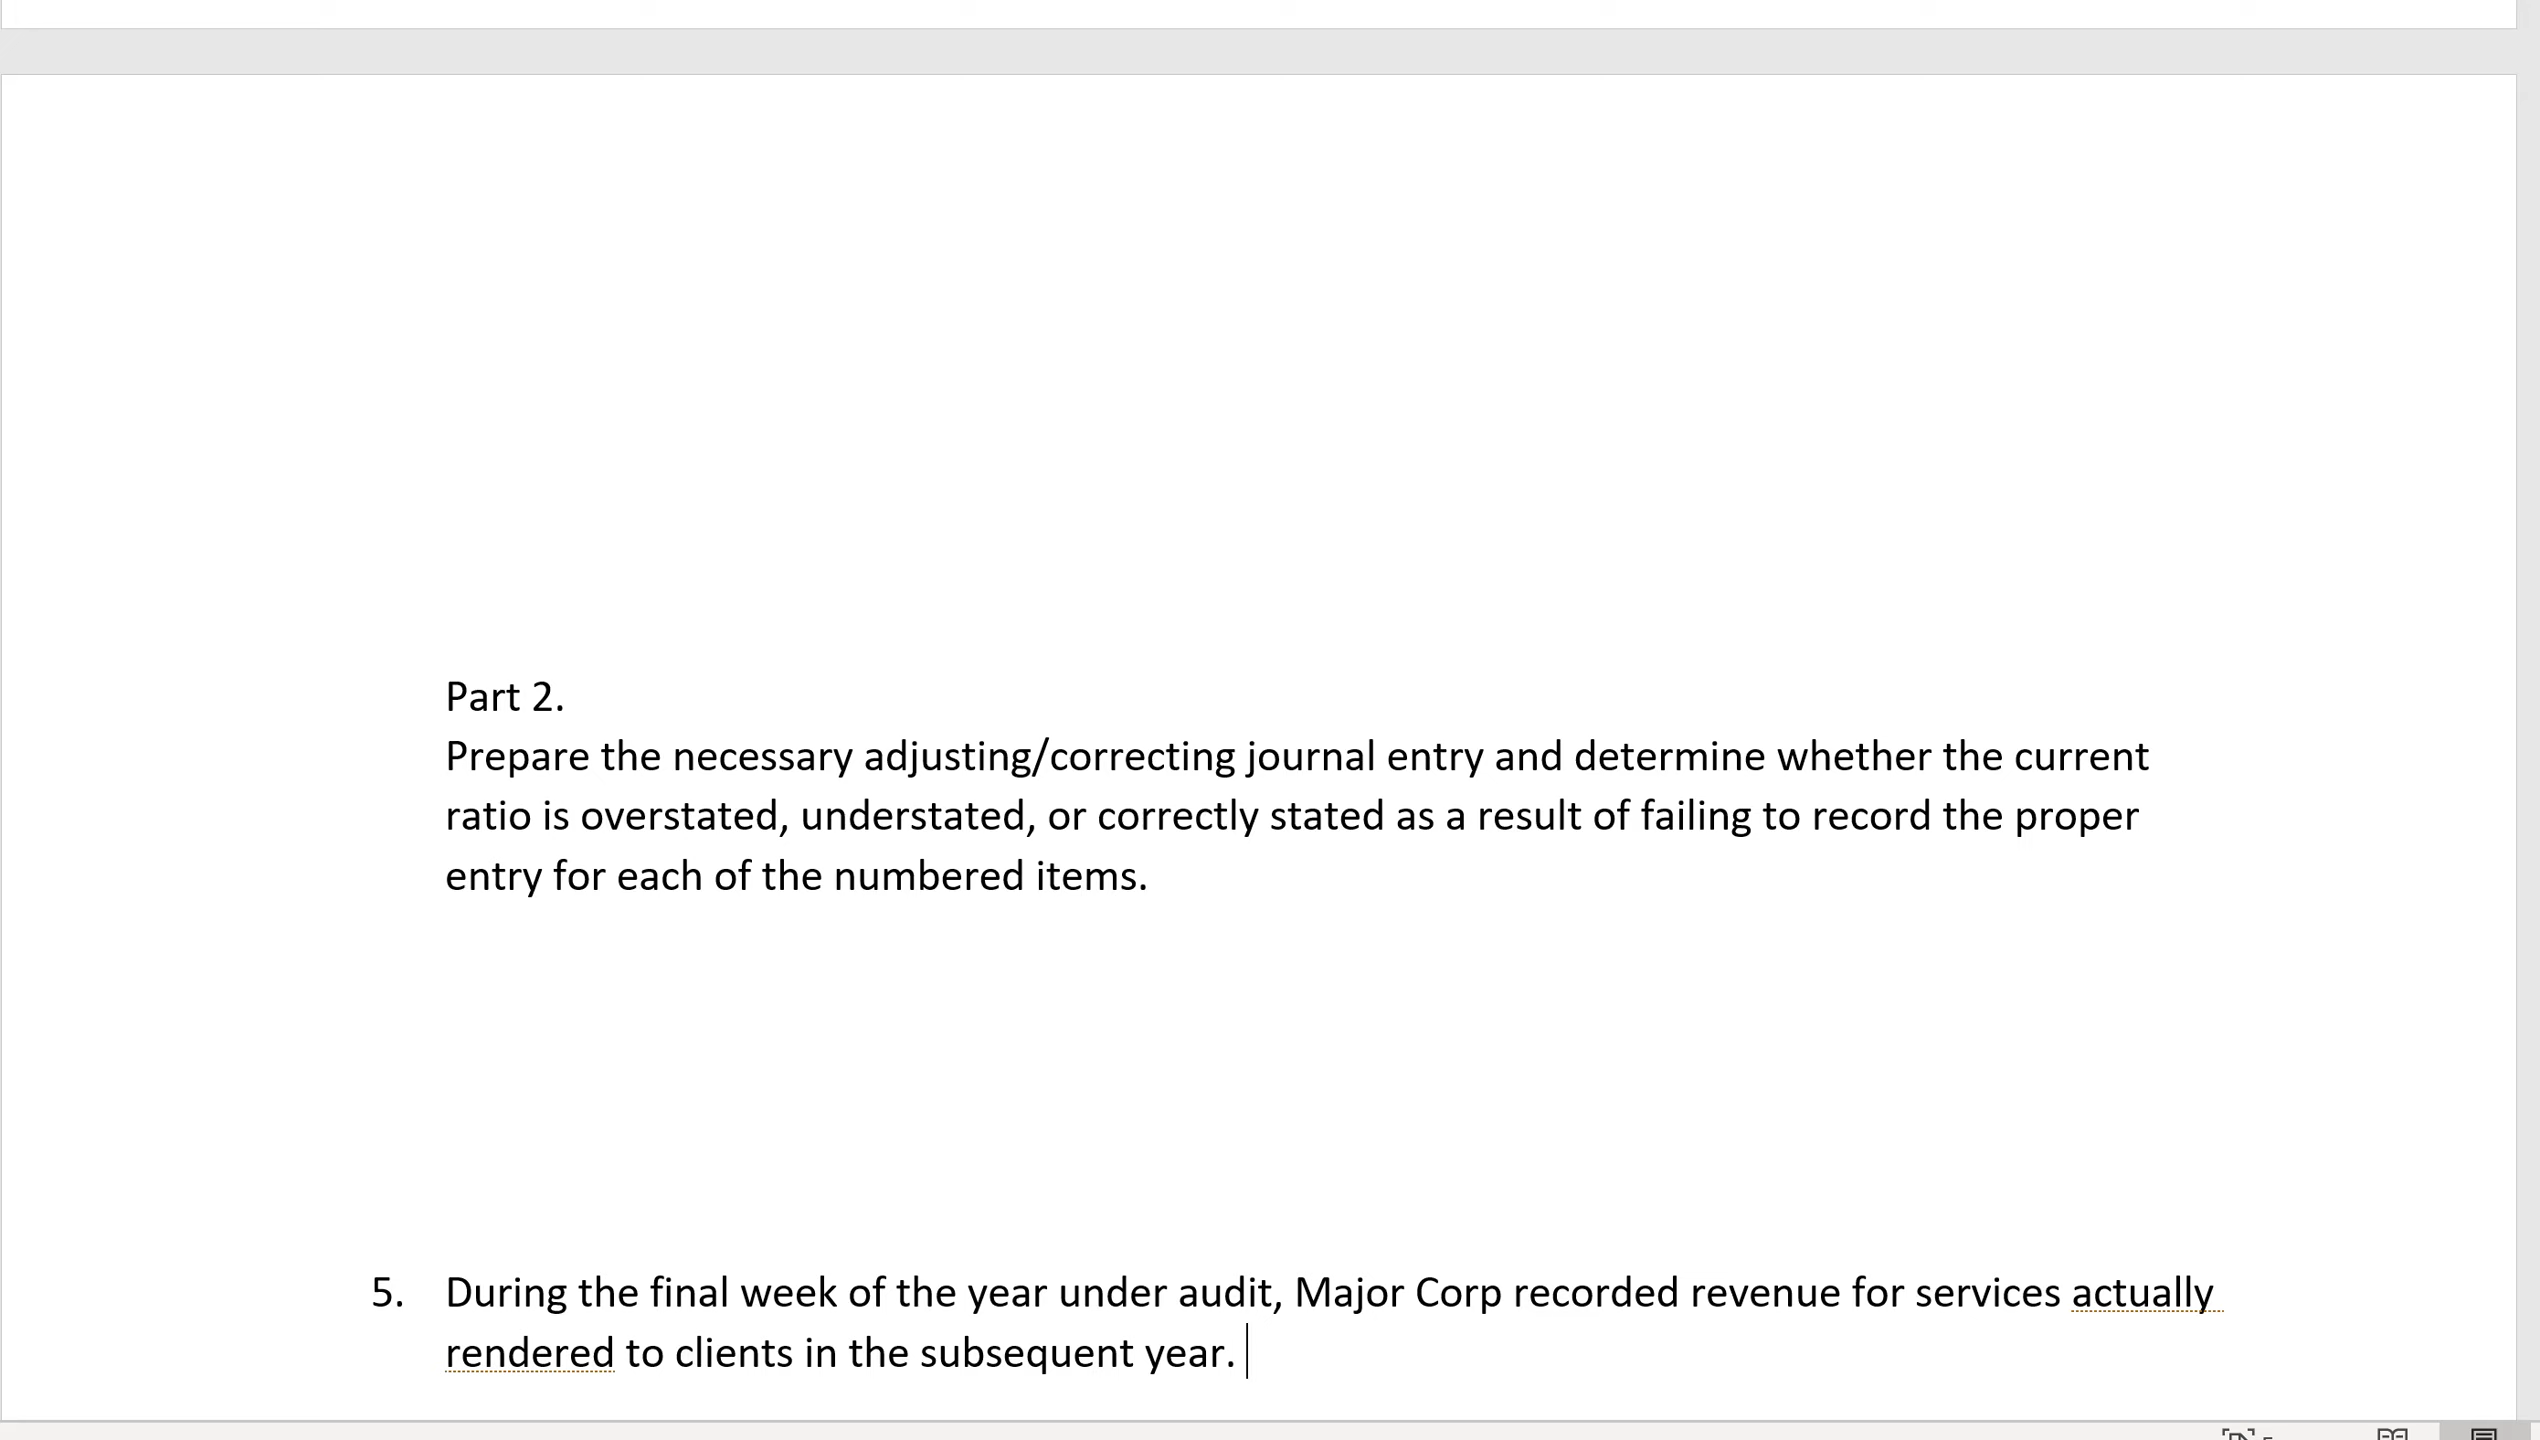 Part 2.
Prepare the necessary adjusting/correcting journal entry and determine whether the current
ratio is overstated, understated, or correctly stated as a result of failing to record the proper
entry for each of the numbered items.
5. During the final week of the year under audit, Major Corp recorded revenue for services actually
rendered to clients in the subsequent year.